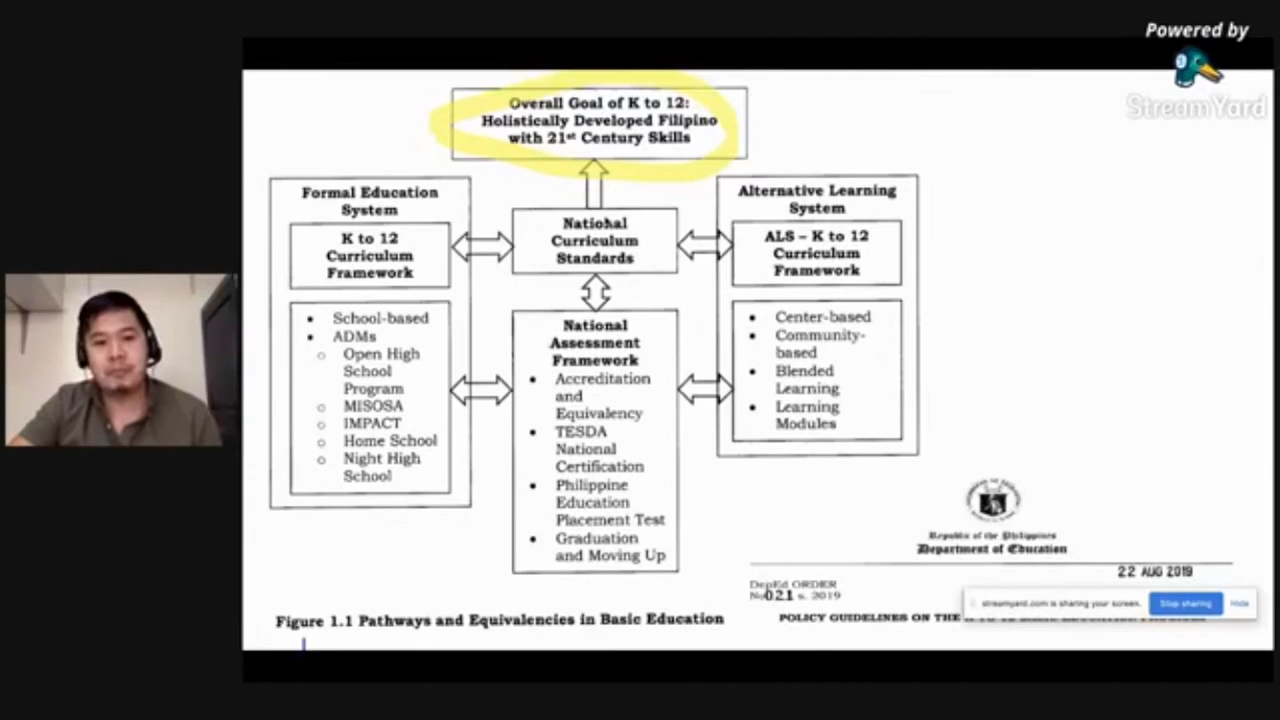 Powered by
StreamYard
Overall Goal of K to 12:
Holistically Developed Filipino
with 21st Century Skills
Formal Education
System
K to 12
Curriculum
Framework
• School-based
• ADMs
○ Open High
School
Program
○ MISOSA
○ IMPACT
○ Home School
○ Night High
School
National
Curriculum
Standards
National
Assessment
Framework
• Accreditation
and
Equivalency
• TESDA
National
Certification
• Philippine
Education
Placement Test
• Graduation
and Moving Up
Alternative Learning
System
ALS – K to 12
Curriculum
Framework
• Center-based
• Community-
based
• Blended
Learning
• Learning
Modules
Republic of the Philippines
Department of Education
22 AUG 2019
DepEd ORDER
No 021 s. 2019
streamyard.com is sharing your screen.
Stop sharing
Hide
Figure 1.1 Pathways and Equivalencies in Basic Education
POLICY GUIDELINES ON THE